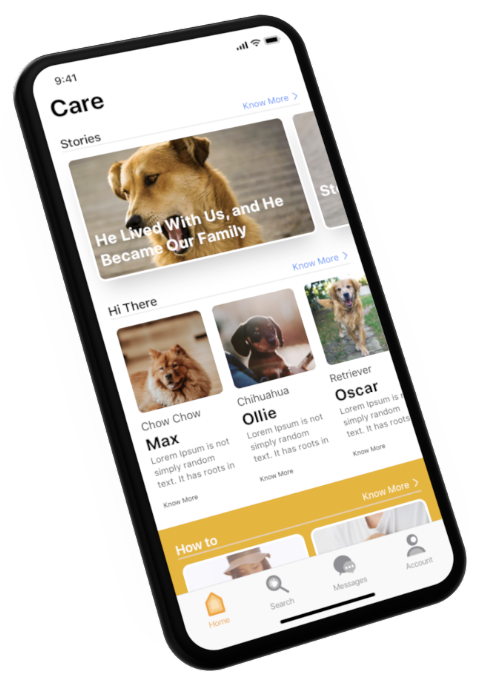 9:41
Care
Stories
Know More
He Lived With Us, and He
Became Our Family
St
Hi There
Know More
Chow Chow
Max
Lorem Ipsum is not
simply random
text. It has roots in
Know More
Chihuahua
Ollie
Lorem Ipsum is not
simply random
text. It has roots in
Know More
Retriever
Oscar
Lorem Ipsum is
simply random
text. It has roots
Know More
How to
Know More
Home
Search
Messages
Account